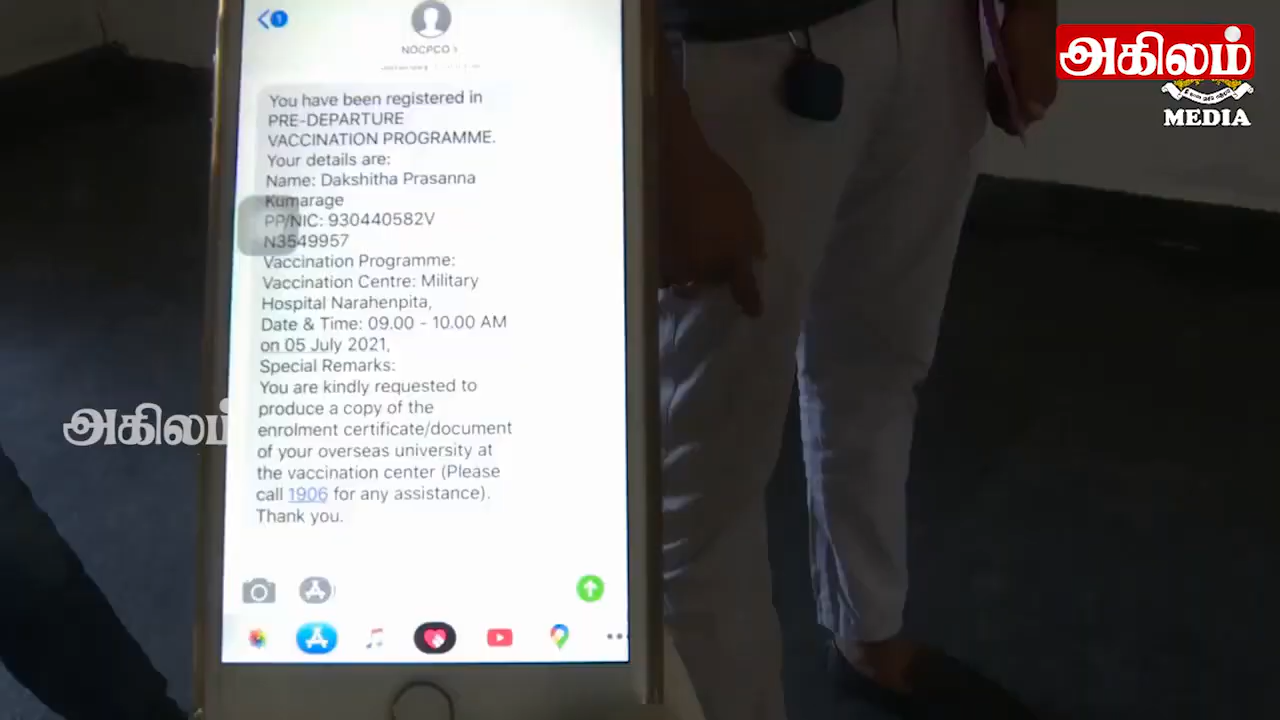 1
NOCPCO
You have been registered in
PRE-DEPARTURE
VACCINATION PROGRAMME.
Your details are:
Name: Dakshitha Prasanna
Kumarage
PP/NIC: 930440582V
N3549957
Vaccination Programme:
Vaccination Centre: Military
Hospital Narahenpita,
Date & Time: 09.00 - 10.00 AM
on 05 July 2021,
Special Remarks:
You are kindly requested to
produce a copy of the
enrolment certificate/document
of your overseas university at
the vaccination center (Please
call 1906 for any assistance).
Thank you.
அகிலம்
MEDIA
அகிலம்